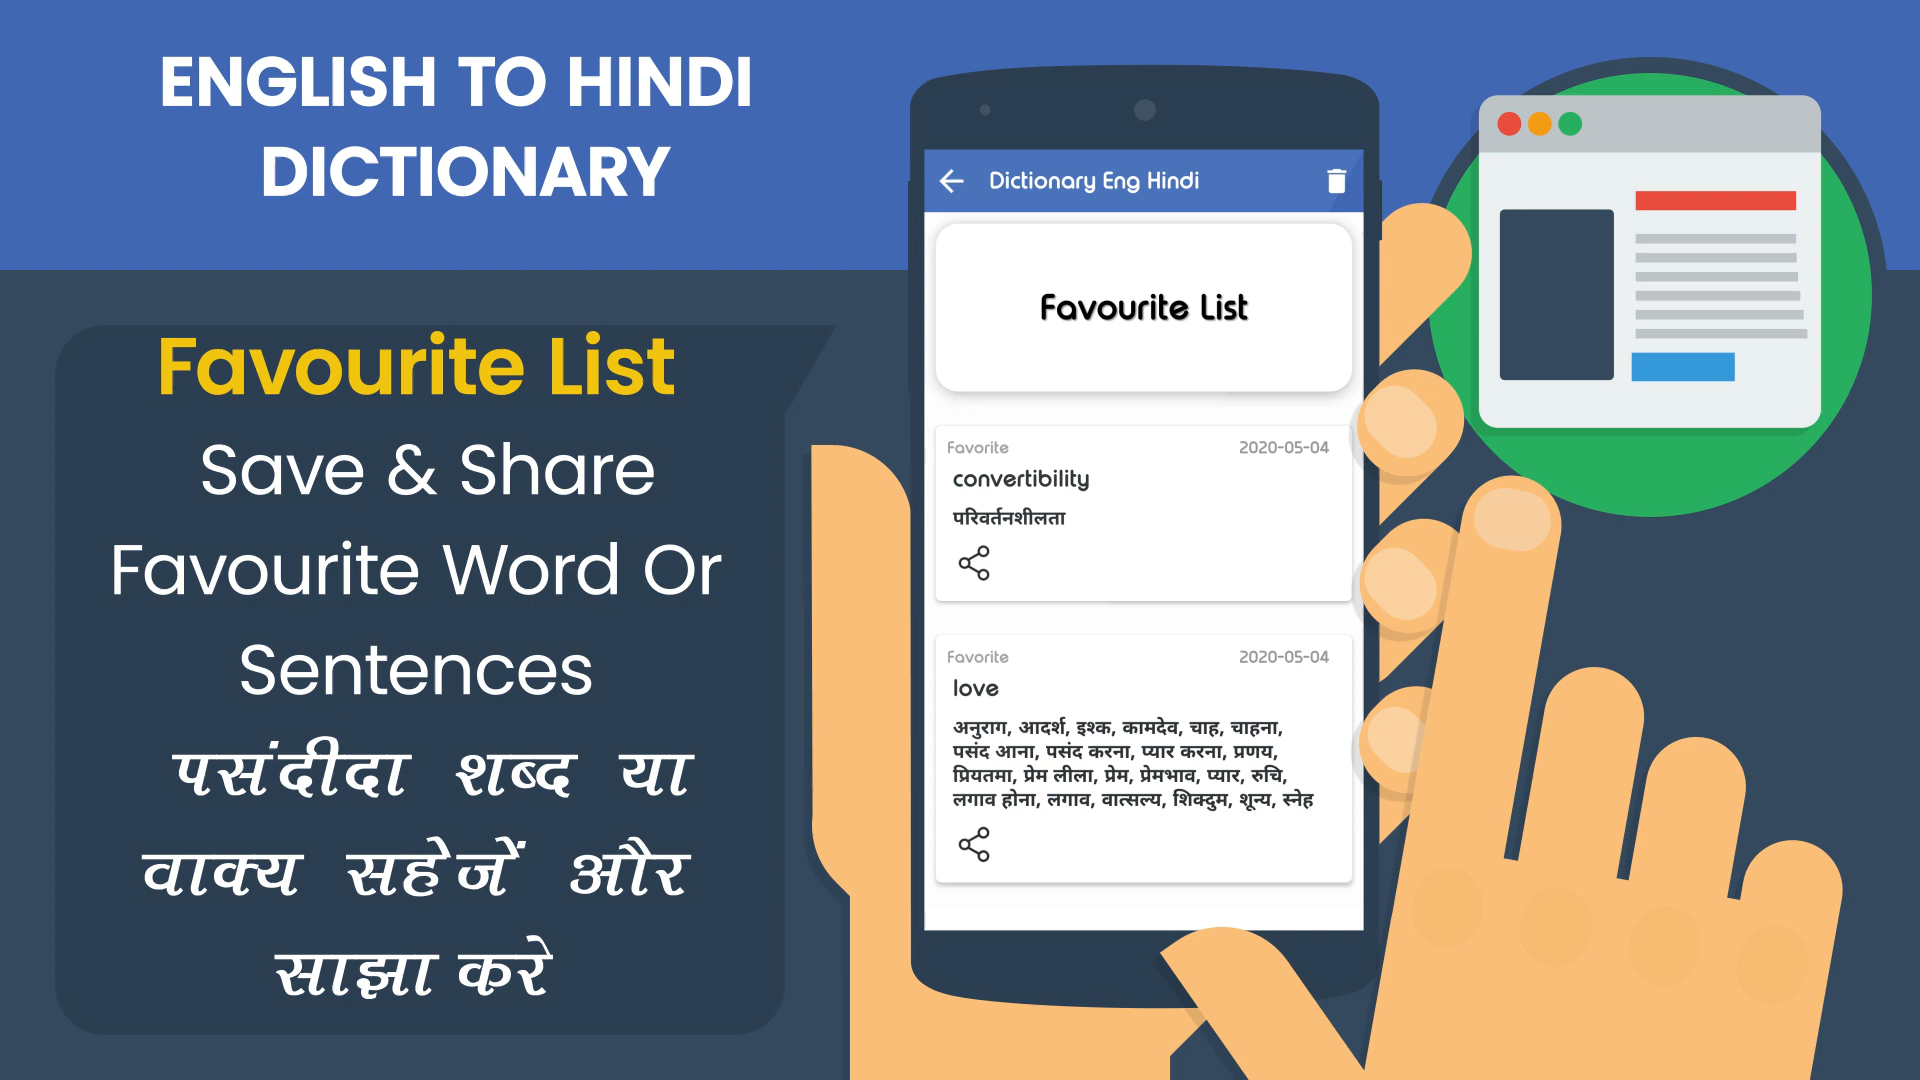 ENGLISH TO HINDI
DICTIONARY
Favourite List
Save & Share
Favourite Word Or
Sentences
पसंदीदा शब्द या
वाक्य सहेजें और
साझा करे
Dictionary Eng Hindi
Favourite List
Favorite 2020-05-04
convertibility
परिवर्तनशीलता
Favorite 2020-05-04
love
अनुराग, आदर्श, इश्क, कामदेव, चाह, चाहना,
पसंद आना, पसंद करना, प्यार करना, प्रणय,
प्रियतमा, प्रेम लीला, प्रेम, प्रेमभाव, प्यार, रुचि,
लगाव होना, लगाव, वात्सल्य, शिक्दुम, शून्य, स्नेह